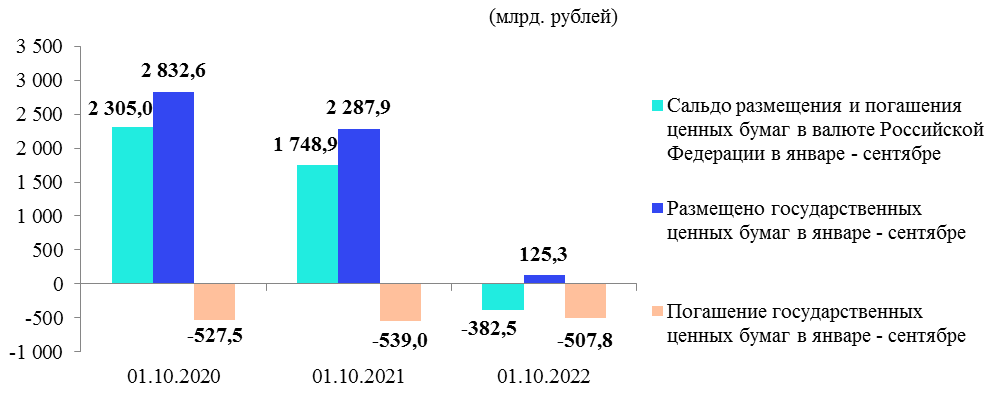 (млрд. рублей)
3 500
3 000
2 500
2 000
1 500
1 000
500
0
-500
-1 000
2 305,0
2 832,6
-527,5
1 748,9
2 287,9
-539,0
-382,5
125,3
-507,8
01.10.2020
01.10.2021
01.10.2022
Сальдо размещения и погашения
ценных бумаг в валюте Российской
Федерации в январе - сентябре
Размещено государственных
ценных бумаг в январе - сентябре
Погашение государственных
ценных бумаг в январе - сентябре